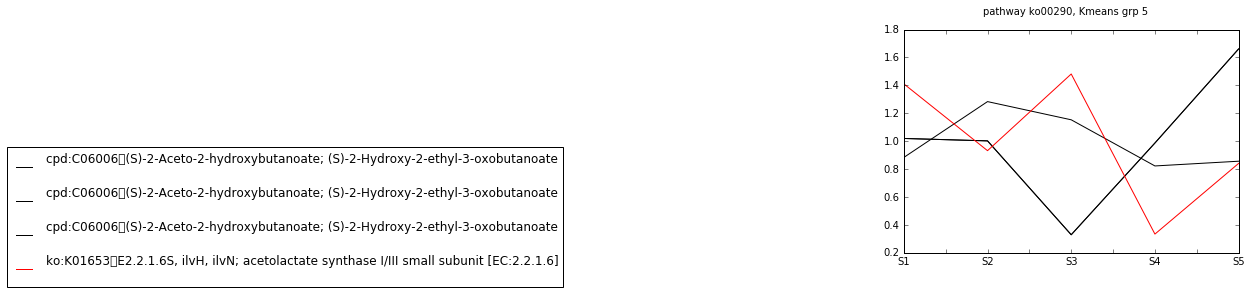 pathway ko00290, Kmeans grp 5
1.8
1.6
1.4
1.2
1.0
0.8
0.6
0.4
0.2
S1 S2 S3 S4 S5
cpd:C06006▯(S)-2-Aceto-2-hydroxybutanoate; (S)-2-Hydroxy-2-ethyl-3-oxobutanoate
cpd:C06006▯(S)-2-Aceto-2-hydroxybutanoate; (S)-2-Hydroxy-2-ethyl-3-oxobutanoate
cpd:C06006▯(S)-2-Aceto-2-hydroxybutanoate; (S)-2-Hydroxy-2-ethyl-3-oxobutanoate
ko:K01653▯E2.2.1.6S, ilvH, ilvN; acetolactate synthase I/III small subunit [EC:2.2.1.6]